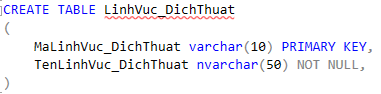 CREATE TABLE LinhVuc_DichThuat
(
MaLinhVuc_DichThuat varchar(10) PRIMARY KEY,
TenLinhVuc_DichThuat nvarchar(50) NOT NULL,
)